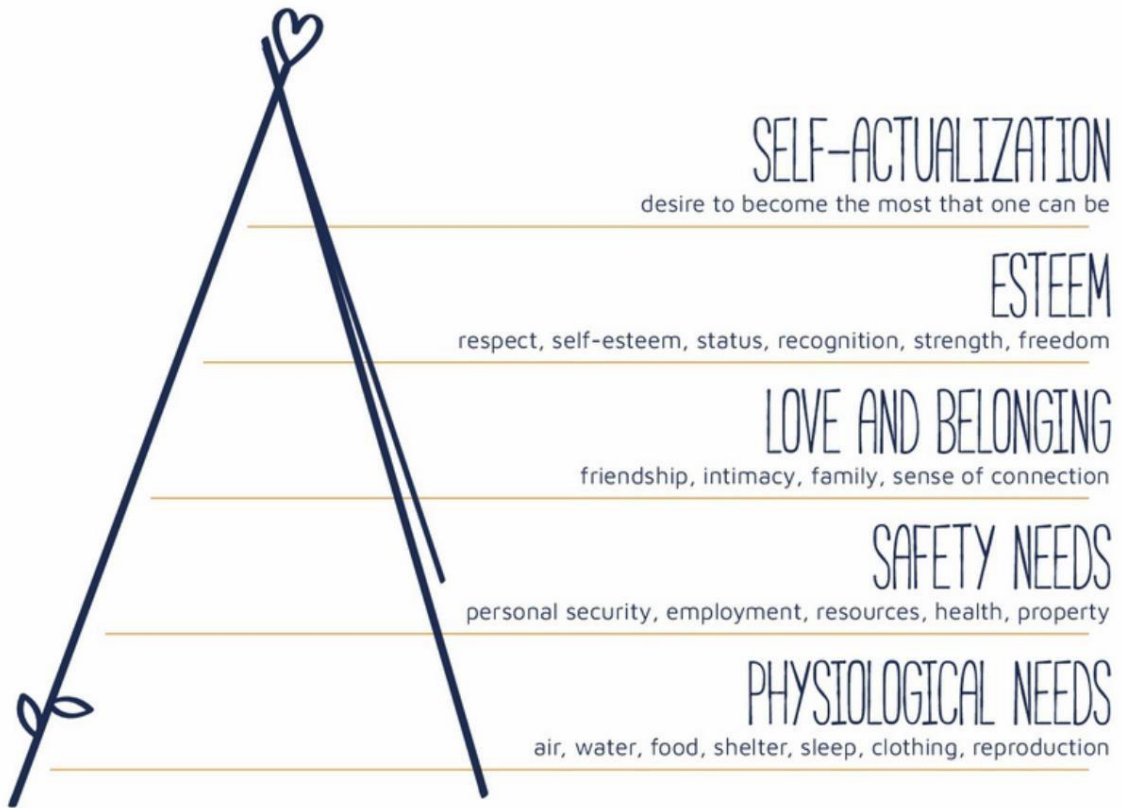 SELF-ACTUALIZATION
desire to become the most that one can be
ESTEEM
respect, self-esteem, status, recognition, strength, freedom
LOVE AND BELONGING
friendship, intimacy, family, sense of connection
SAFETY NEEDS
personal security, employment, resources, health, property
PHYSIOLOGICAL NEEDS
air, water, food, shelter, sleep, clothing, reproduction